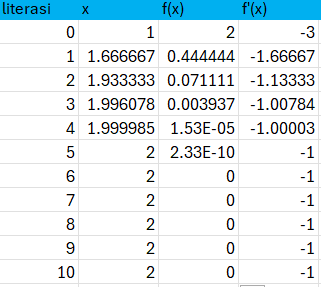 literasi x f(x) f'(x)
0 1 2 -3
1 1.666667 0.444444 -1.66667
2 1.933333 0.071111 -1.13333
3 1.996078 0.003937 -1.00784
4 1.999985 1.53E-05 -1.00003
5 2 2.33E-10 -1
6 2 0 -1
7 2 0 -1
8 2 0 -1
9 2 0 -1
10 2 0 -1